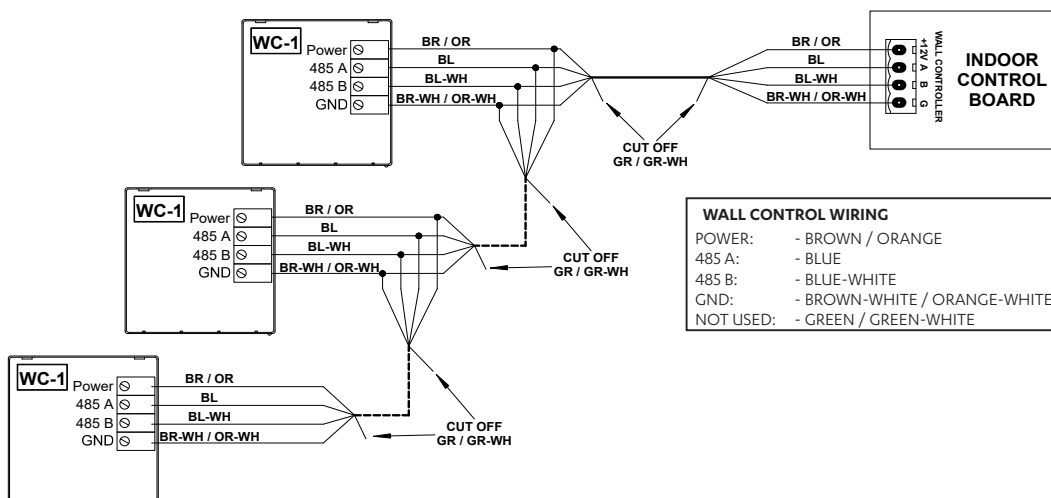 WC-1
Power
485 A
485 B
GND
BR / OR
BL
BL-WH
BR-WH / OR-WH
CUT OFF
GR / GR-WH
BR / OR
BL
BL-WH
BR-WH / OR-WH
+12V A B G
WALL CONTROLLER
INDOOR
CONTROL
BOARD
WC-1
Power
485 A
485 B
GND
BR / OR
BL
BL-WH
BR-WH / OR-WH
CUT OFF
GR / GR-WH
WALL CONTROL WIRING
POWER: - BROWN / ORANGE
485 A: - BLUE
485 B: - BLUE-WHITE
GND: - BROWN-WHITE / ORANGE-WHITE
NOT USED: - GREEN / GREEN-WHITE
WC-1
Power
485 A
485 B
GND
BR / OR
BL
BL-WH
BR-WH / OR-WH
CUT OFF
GR / GR-WH